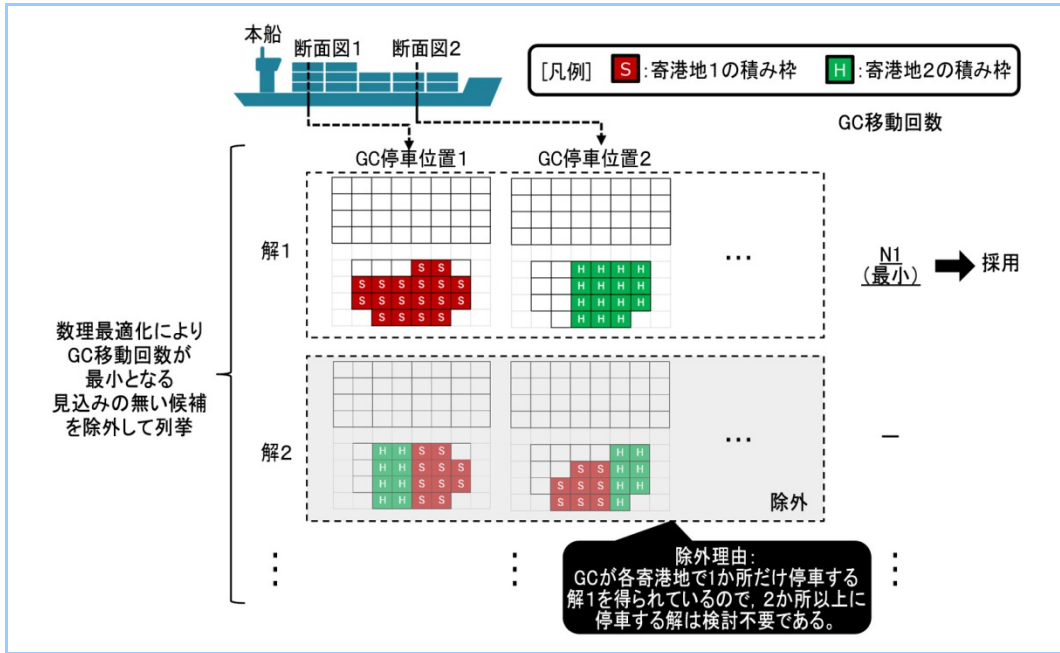 本船
断面図1
断面図2
[凡例] S :寄港地1の積み枠 H :寄港地2の積み枠
GC移動回数
GC停車位置1
GC停車位置2
数理最適化により
GC移動回数が
最小となる
見込みの無い候補
を除外して列挙
解1
S S
S S S S S S
S S S S S S
S S S S
H H H H
H H H H
H H H H
H H H
…
N1
(最小)
採用
解2
H H S S
H H S S S
H H S S S
H H S S
H H
S S H H
S S S H H
S S S H
…
除外
―
⋮
⋮
⋮
除外理由:
GCが各寄港地で1か所だけ停車する
解1を得られているので, 2か所以上に
停車する解は検討不要である。